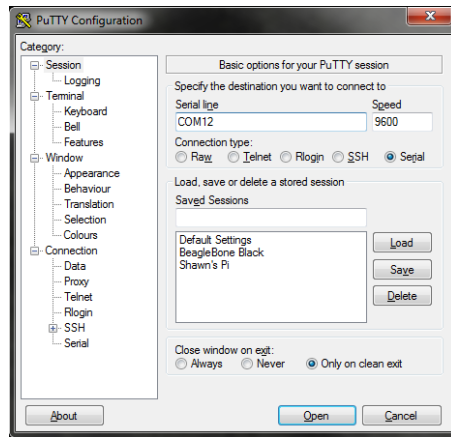 PuTTY Configuration
Category:
Session
Logging
Terminal
Keyboard
Bell
Features
Window
Appearance
Behaviour
Translation
Selection
Colours
Connection
Data
Proxy
Telnet
Rlogin
SSH
Serial
About
Basic options for your PuTTY session
Specify the destination you want to connect to
Serial line Speed
COM12 9600
Connection type:
Raw Telnet Rlogin SSH Serial
Load, save or delete a stored session
Saved Sessions
Default Settings
BeagleBone Black
Shawn's Pi
Load
Save
Delete
Close window on exit:
Always Never Only on clean exit
Open Cancel